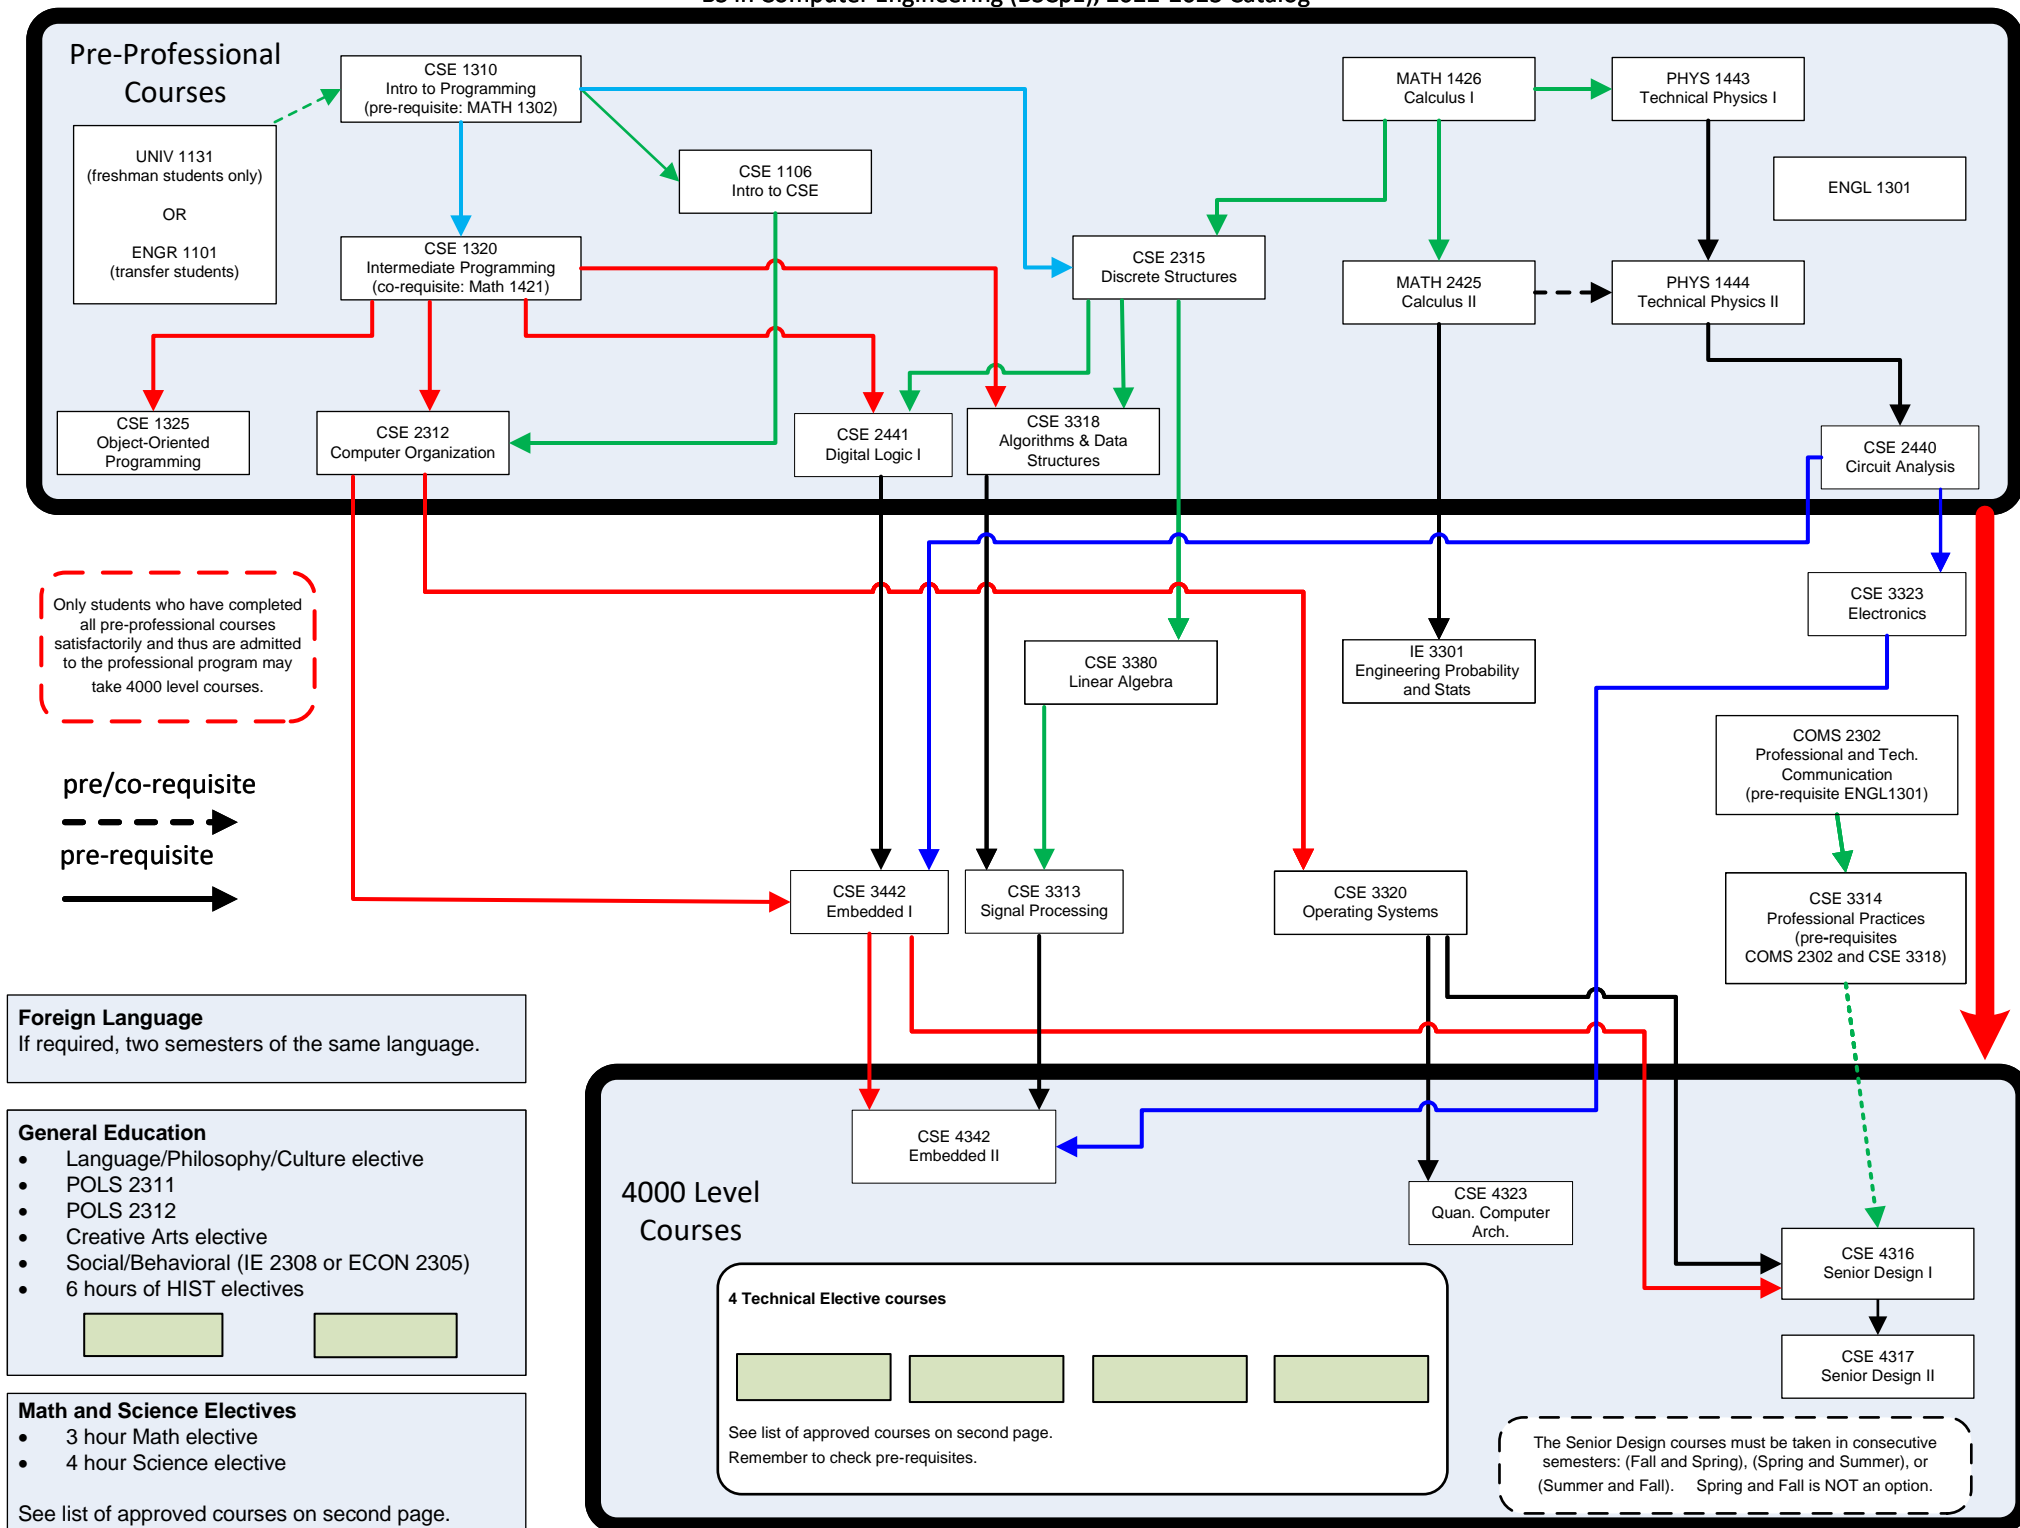 BS in Computer Engineering (BSCpE), 2022-2023 Catalog
Pre-Professional
Courses
CSE 1310
Intro to Programming
(pre-requisite: MATH 1302)
MATH 1426
Calculus I
PHYS 1443
Technical Physics I
UNIV 1131
(freshman students only)
OR
ENGR 1101
(transfer students)
CSE 1106
Intro to CSE
ENGL 1301
CSE 1320
Intermediate Programming
(co-requisite: Math 1421)
CSE 2315
Discrete Structures
MATH 2425
Calculus II
PHYS 1444
Technical Physics II
CSE 1325
Object-Oriented
Programming
CSE 2312
Computer Organization
CSE 2441
Digital Logic I
CSE 3318
Algorithms & Data
Structures
CSE 2440
Circuit Analysis
Only students who have completed
all pre-professional courses
satisfactorily and thus are admitted
to the professional program may
take 4000 level courses.
CSE 3323
Electronics
CSE 3380
Linear Algebra
IE 3301
Engineering Probability
and Stats
COMS 2302
Professional and Tech.
Communication
(pre-requisite ENGL1301)
pre/co-requisite
pre-requisite
CSE 3442
Embedded I
CSE 3313
Signal Processing
CSE 3320
Operating Systems
CSE 3314
Professional Practices
(pre-requisites
COMS 2302 and CSE 3318)
Foreign Language
If required, two semesters of the same language.
General Education
• Language/Philosophy/Culture elective
• POLS 2311
• POLS 2312
• Creative Arts elective
• Social/Behavioral (IE 2308 or ECON 2305)
• 6 hours of HIST electives
Math and Science Electives
• 3 hour Math elective
• 4 hour Science elective
See list of approved courses on second page.
CSE 4342
Embedded II
4000 Level
Courses
CSE 4323
Quan. Computer
Arch.
CSE 4316
Senior Design I
CSE 4317
Senior Design II
4 Technical Elective courses
See list of approved courses on second page.
Remember to check pre-requisites.
The Senior Design courses must be taken in consecutive
semesters: (Fall and Spring), (Spring and Summer), or
(Summer and Fall). Spring and Fall is NOT an option.